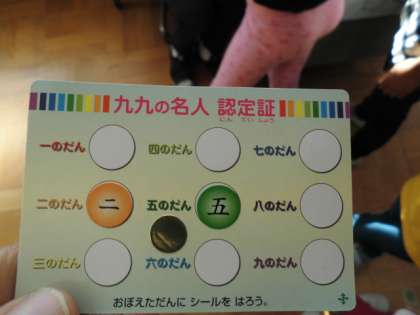 九九の名人 認定証
にん てい しょう
一のだん 四のだん 七のだん
二のだん 二 五のだん 五 八のだん
三のだん 六のだん 九のだん
おぼえただんに シールを はろう。